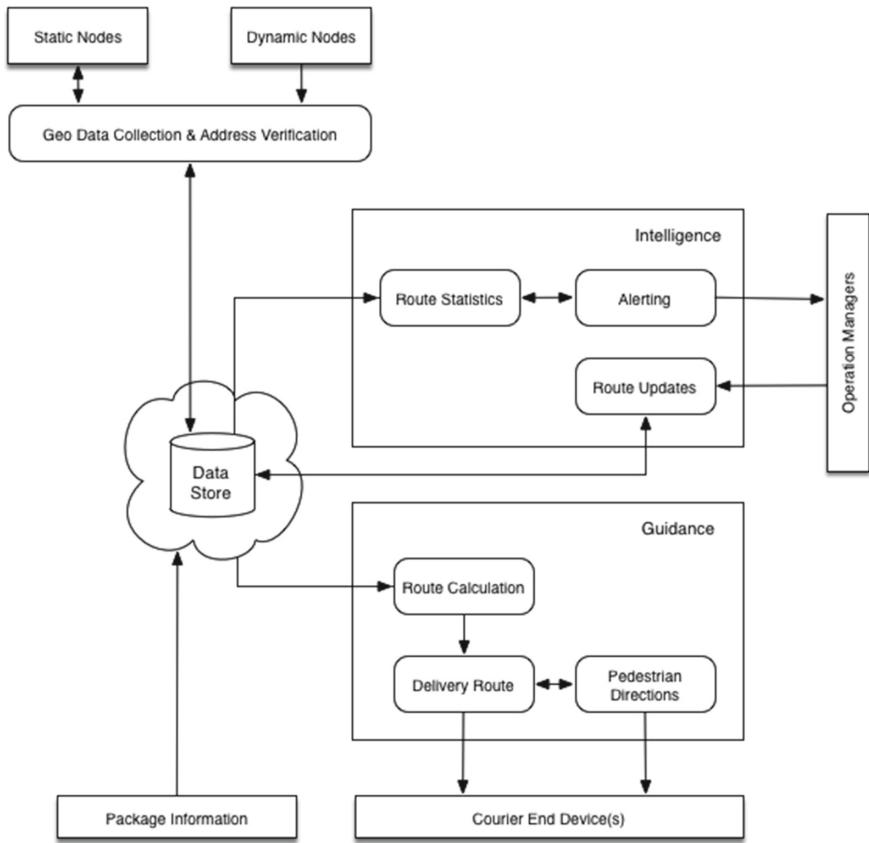 Static Nodes
Dynamic Nodes
Geo Data Collection & Address Verification
Intelligence
Route Statistics
Alerting
Route Updates
Operation Managers
Data
Store
Guidance
Route Calculation
Delivery Route
Pedestrian
Directions
Package Information
Courier End Device(s)